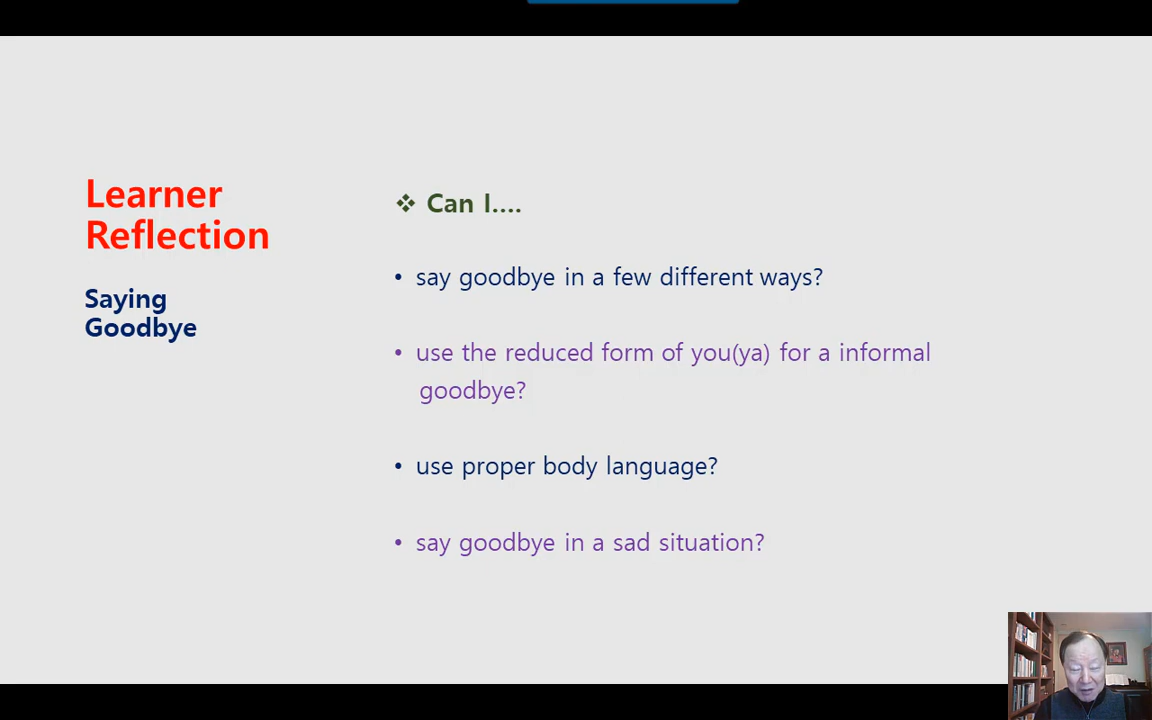 Learner
Reflection
Saying
Goodbye
❖ Can I....
• say goodbye in a few different ways?
• use the reduced form of you(ya) for a informal
goodbye?
• use proper body language?
• say goodbye in a sad situation?